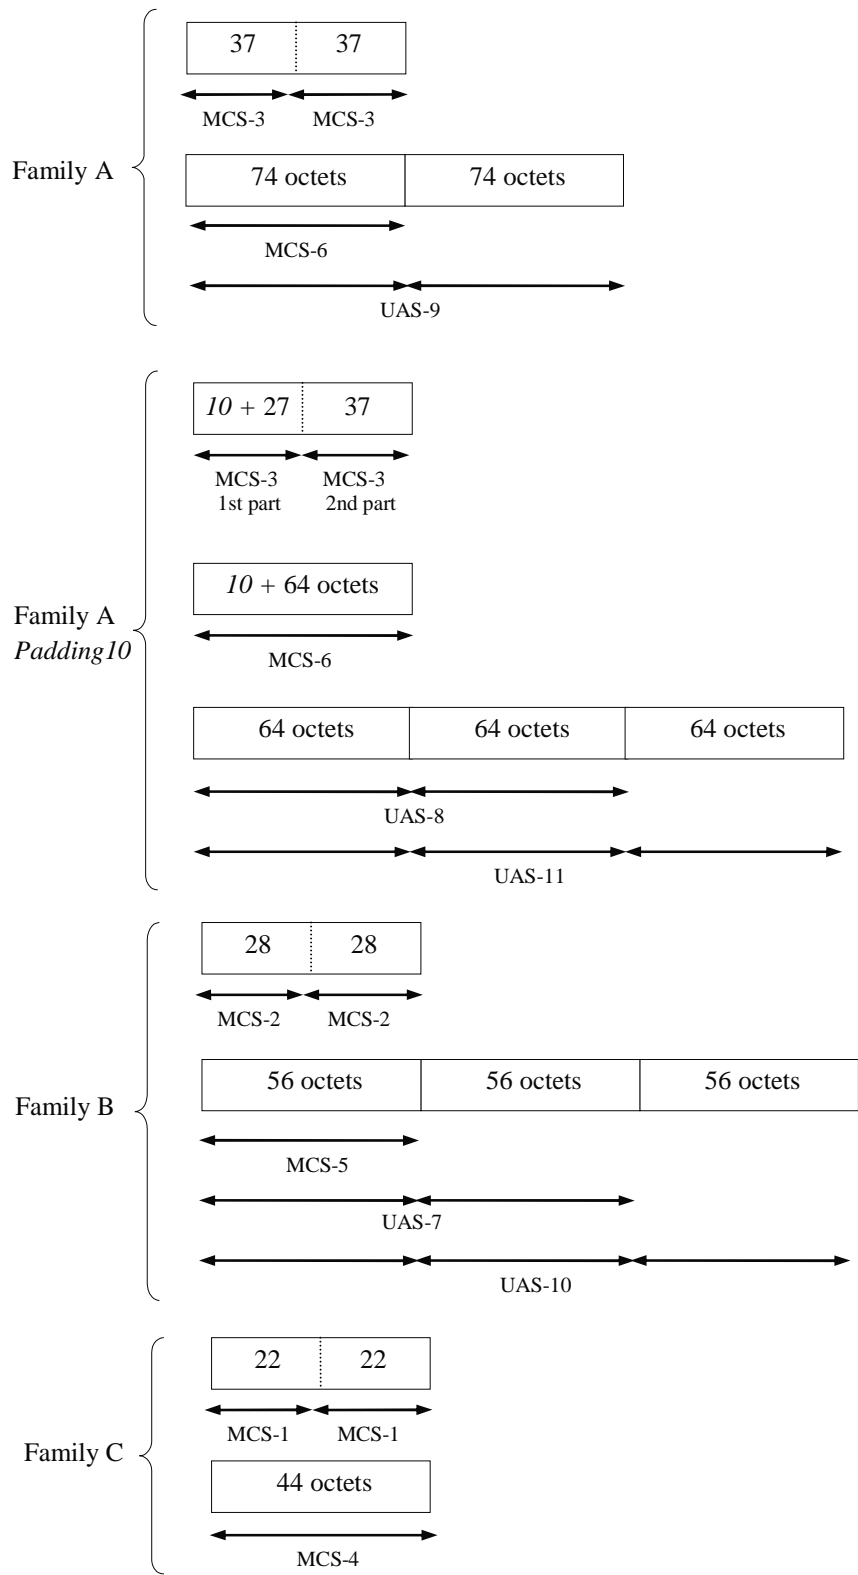 37 37
MCS-3 MCS-3
Family A
74 octets 74 octets
MCS-6
UAS-9
10 + 27 37
MCS-3 MCS-3
1st part 2nd part
10 + 64 octets
Family A
Padding10
MCS-6
64 octets 64 octets 64 octets
UAS-8
UAS-11
28 28
MCS-2 MCS-2
56 octets 56 octets 56 octets
Family B
MCS-5
UAS-7
UAS-10
22 22
MCS-1 MCS-1
Family C
44 octets
MCS-4